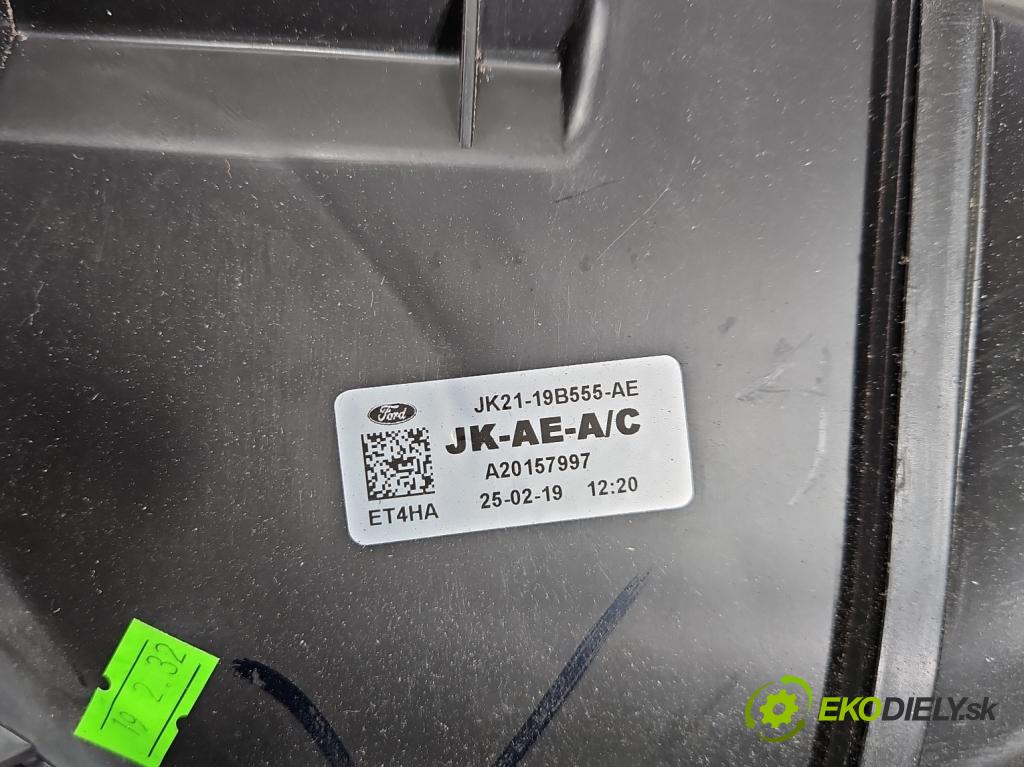 Ford
JK21-19B555-AE
JK-AE-A/C
A20157997
25-02-19 12:20
ET4HA
19 2.32
EKODIELY.sk